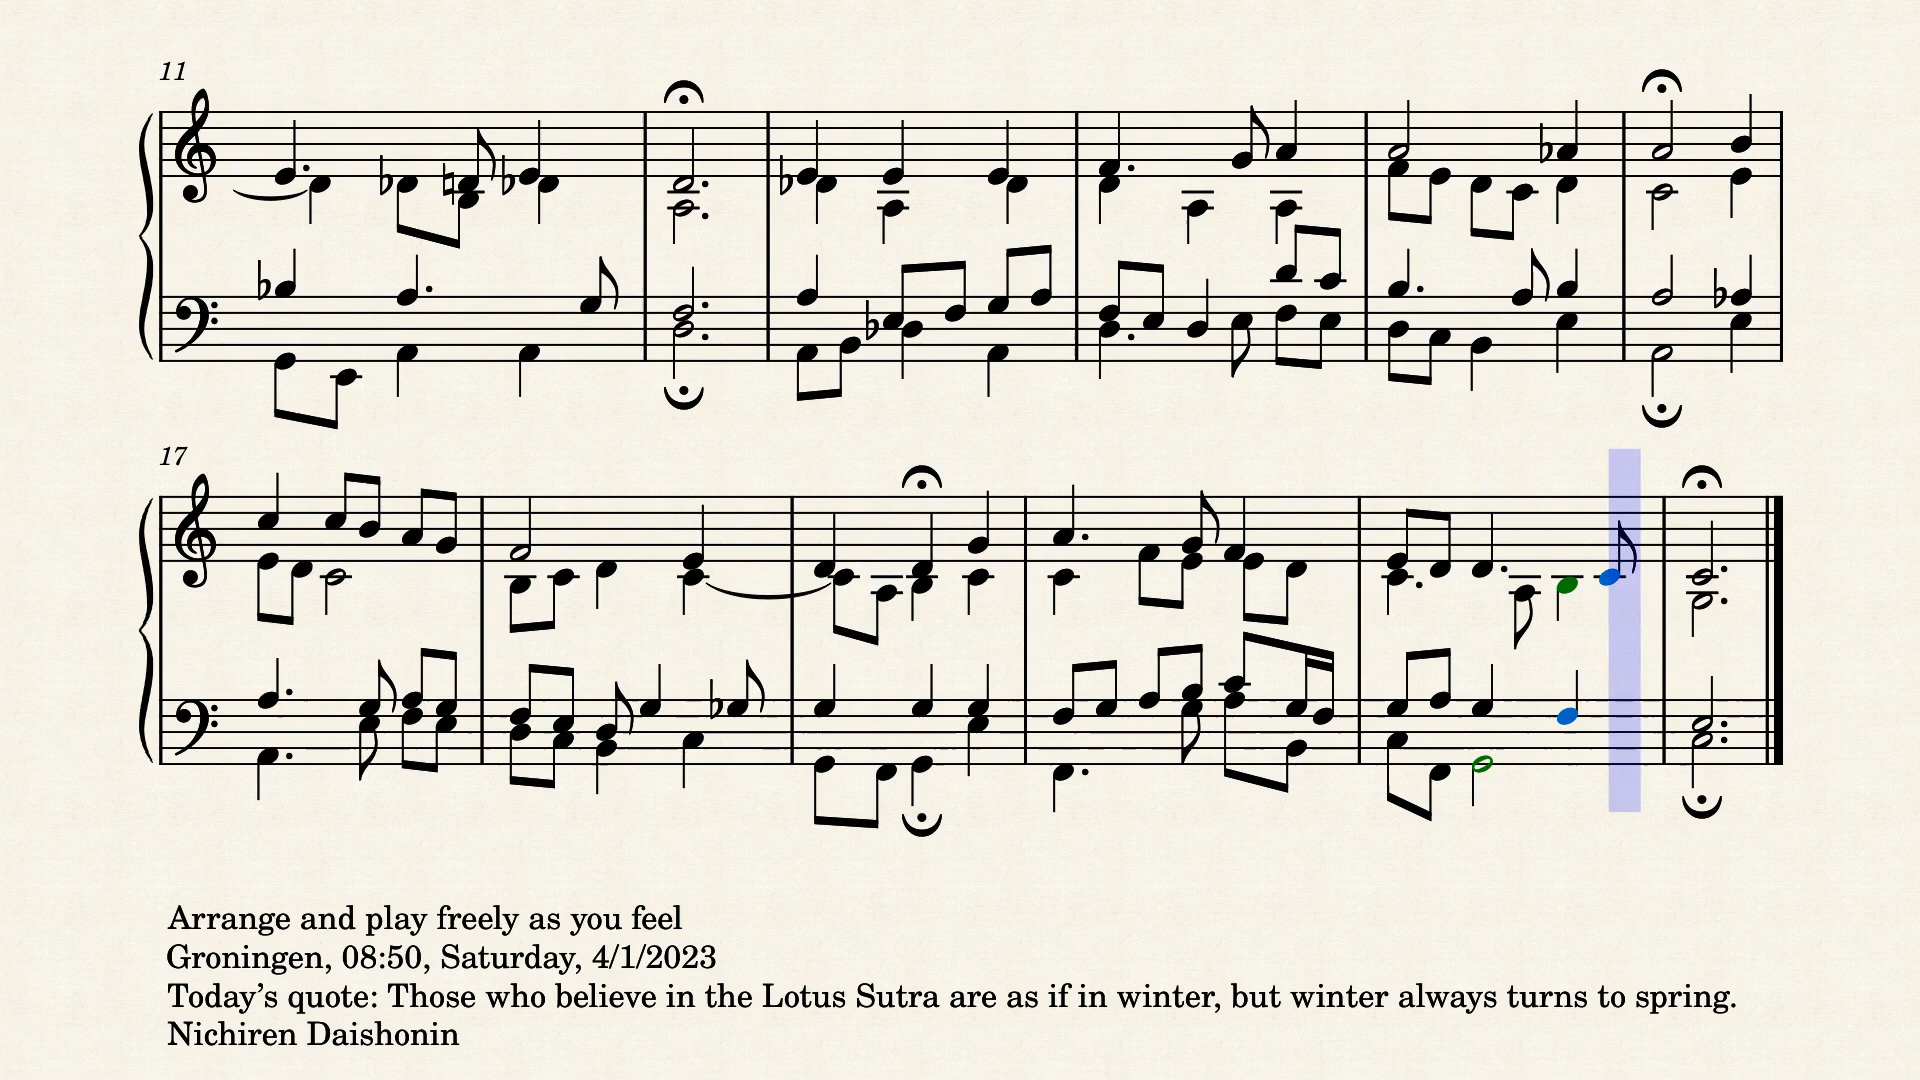 11
17
Arrange and play freely as you feel
Groningen, 08:50, Saturday, 4/1/2023
Today’s quote: Those who believe in the Lotus Sutra are as if in winter, but winter always turns to spring.
Nichiren Daishonin